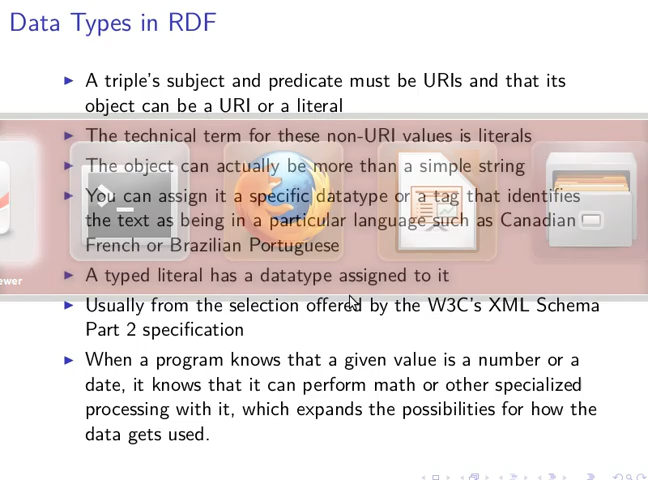 Data Types in RDF
A triple's subject and predicate must be URIs and that its
object can be a URI or a literal
The technical term for these non-URI values is literals
The object can actually be more than a simple string
You can assign it a specific datatype or a tag that identifies
the text as being in a particular language such as Canadian
French or Brazilian Portuguese
A typed literal has a datatype assigned to it
ewer
Usually from the selection offered by the W3C's XML Schema
Part 2 specification
When a program knows that a given value is a number or a
date, it knows that it can perform math or other specialized
processing with it, which expands the possibilities for how the
data gets used.